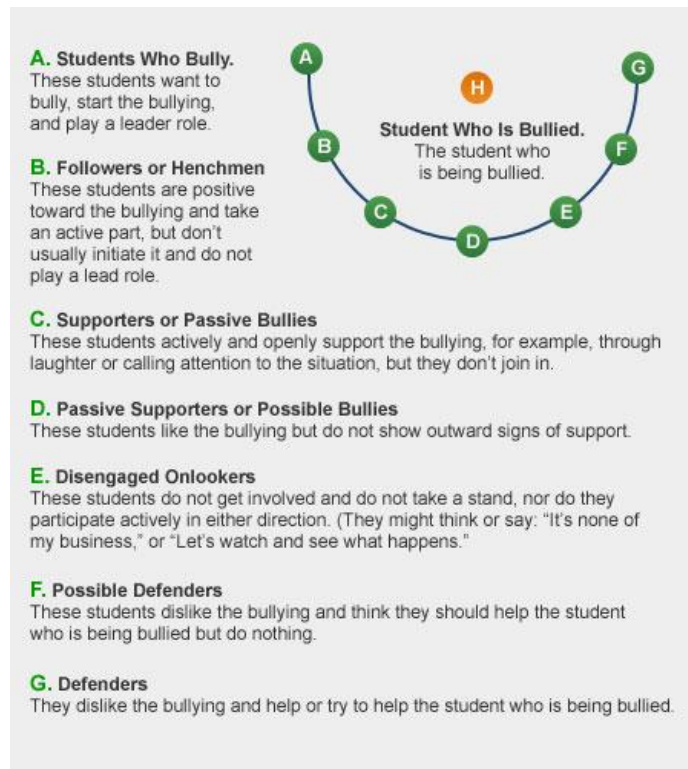 A. Students Who Bully.
These students want to
bully, start the bullying,
and play a leader role.
B. Followers or Henchmen
These students are positive
toward the bullying and take
an active part, but don’t
usually initiate it and do not
play a lead role.
A
B
C
D
E
F
G
H
Student Who Is Bullied.
The student who
is being bullied.
C. Supporters or Passive Bullies
These students actively and openly support the bullying, for example, through
laughter or calling attention to the situation, but they don’t join in.
D. Passive Supporters or Possible Bullies
These students like the bullying but do not show outward signs of support.
E. Disengaged Onlookers
These students do not get involved and do not take a stand, nor do they
participate actively in either direction. (They might think or say: “It’s none of
my business,” or “Let’s watch and see what happens.”
F. Possible Defenders
These students dislike the bullying and think they should help the student
who is being bullied but do nothing.
G. Defenders
They dislike the bullying and help or try to help the student who is being bullied.